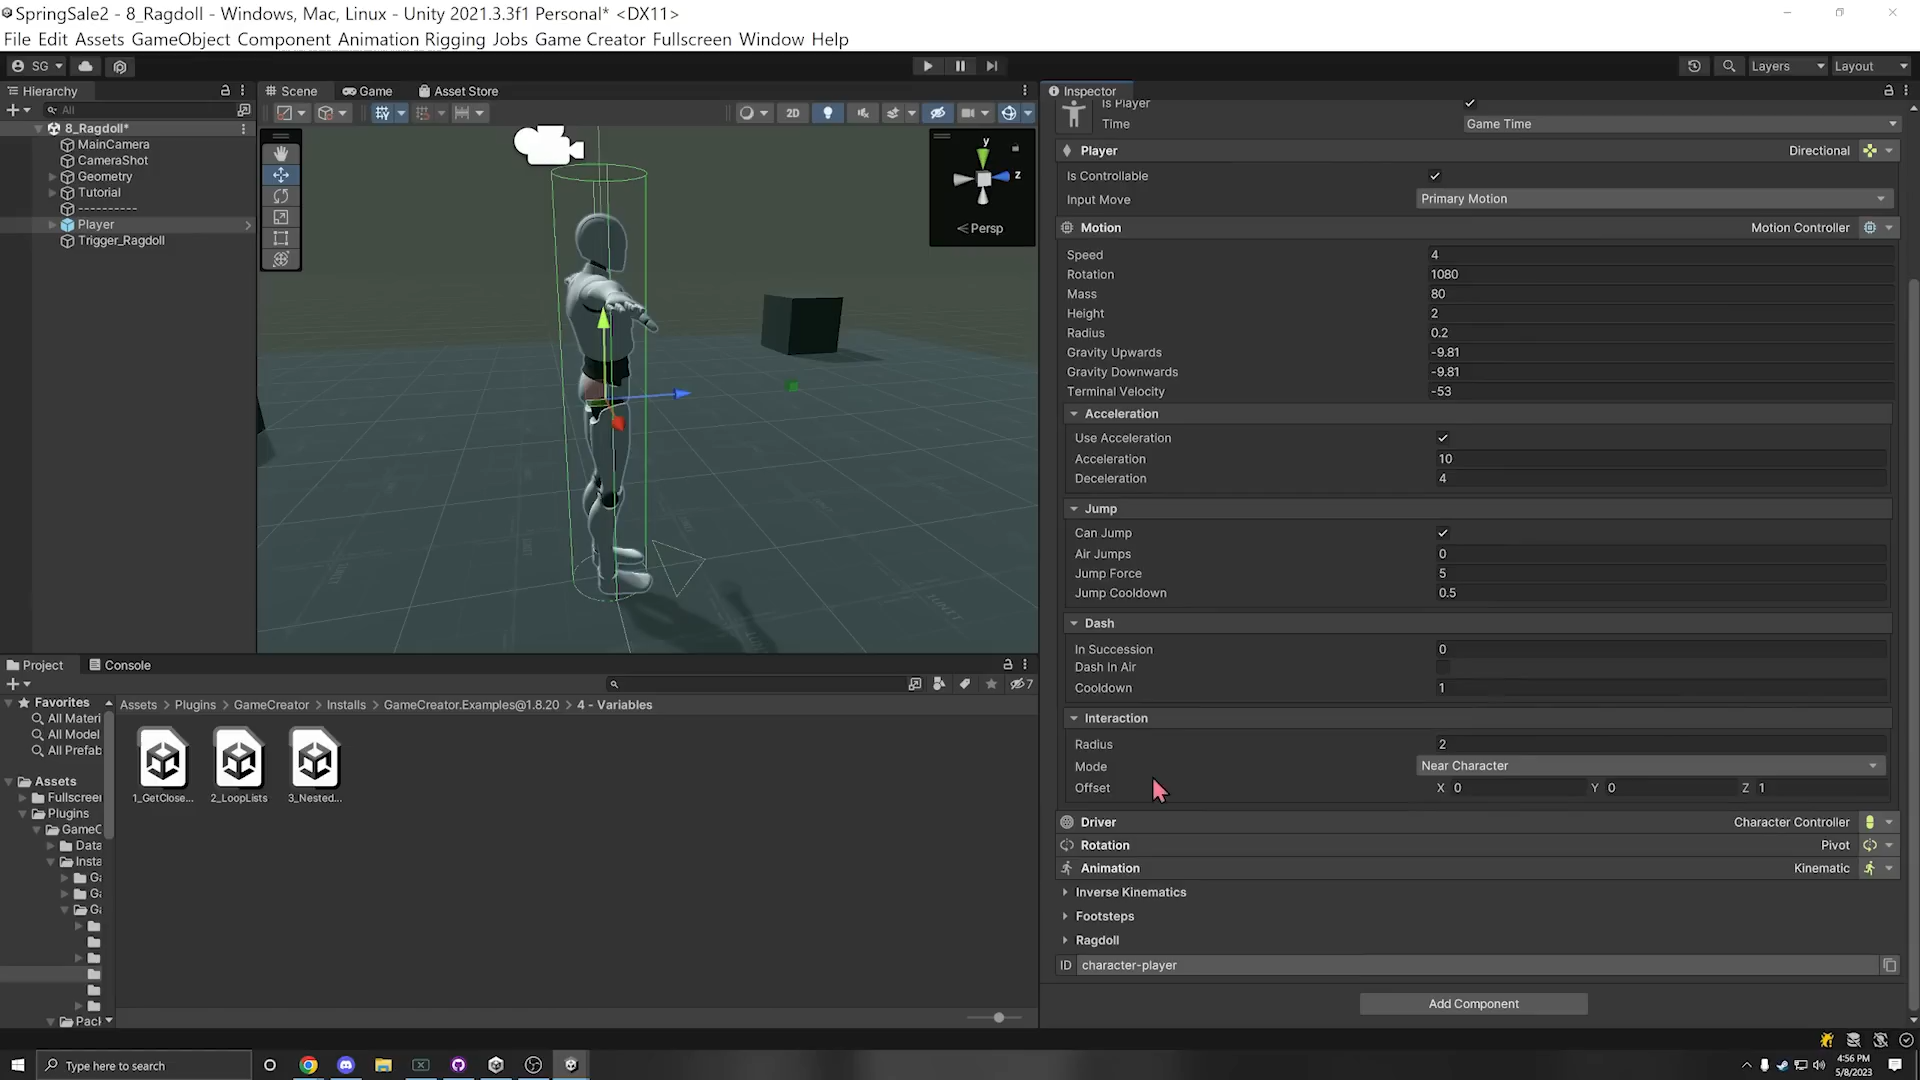 SpringSale2 - 8_Ragdoll - Windows, Mac, Linux - Unity 2021.3.3f1 Personal* <DX11>
File Edit Assets GameObject Component Animation Rigging Jobs Game Creator Fullscreen Window Help
SG
Layers
Layout
Hierarchy
All
8_Ragdoll*
MainCamera
CameraShot
Geometry
Tutorial
----------
Player
Trigger_Ragdoll
Scene
Game
Asset Store
2D
y
z
Persp
Inspector
Is Player
Time Game Time
Player Directional
Is Controllable
Input Move Primary Motion
Motion Motion Controller
Speed 4
Rotation 1080
Mass 80
Height 2
Radius 0.2
Gravity Upwards -9.81
Gravity Downwards -9.81
Terminal Velocity -53
Acceleration
Use Acceleration
Acceleration 10
Deceleration 4
Jump
Can Jump
Air Jumps 0
Jump Force 5
Jump Cooldown 0.5
Dash
In Succession 0
Dash In Air
Cooldown 1
Interaction
Radius 2
Mode Near Character
Offset X 0 Y 0 Z 1
Driver Character Controller
Rotation Pivot
Animation Kinematic
Inverse Kinematics
Footsteps
Ragdoll
ID character-player
Add Component
Project
Console
7
Favorites
All Materi
All Model
All Prefab
Assets
Fullscreen
Plugins
GameC
Data
Insta
Ga
Ga
Ga
Pack
Assets > Plugins > GameCreator > Installs > GameCreator.Examples@1.8.20 > 4 - Variables
1_GetClose...
2_LoopLists
3_Nested...
Type here to search
4:56 PM
5/8/2023